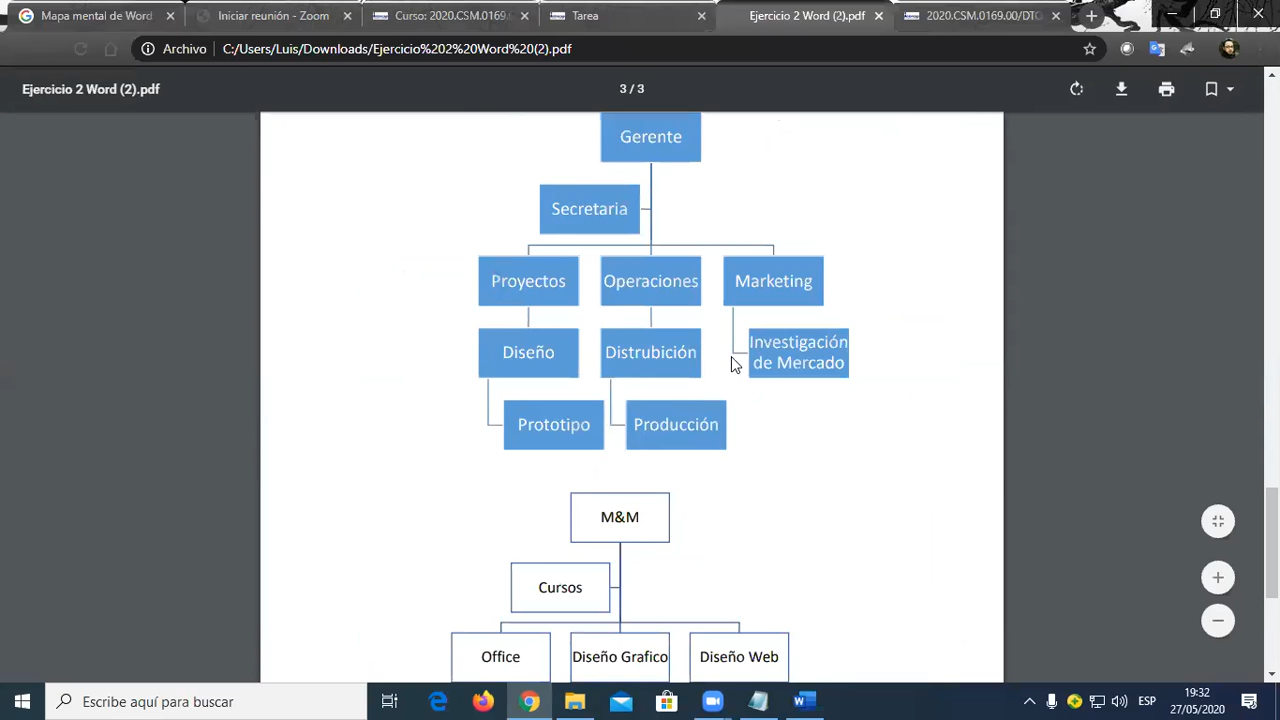 Mapa mental de Word
Iniciar reunión - Zoom
Curso: 2020.CSM.0169.
Tarea
Ejercicio 2 Word (2).pdf
2020.CSM.0169.00/DTG
Archivo
C:/Users/Luis/Downloads/Ejercicio%202%20Word%20(2).pdf
Ejercicio 2 Word (2).pdf
3 / 3
Gerente
Secretaria
Proyectos
Operaciones
Marketing
Diseño
Distrubición
Investigación
de Mercado
Prototipo
Producción
M&M
Cursos
Office
Diseño Grafico
Diseño Web
Escribe aquí para buscar
ESP
19:32
27/05/2020